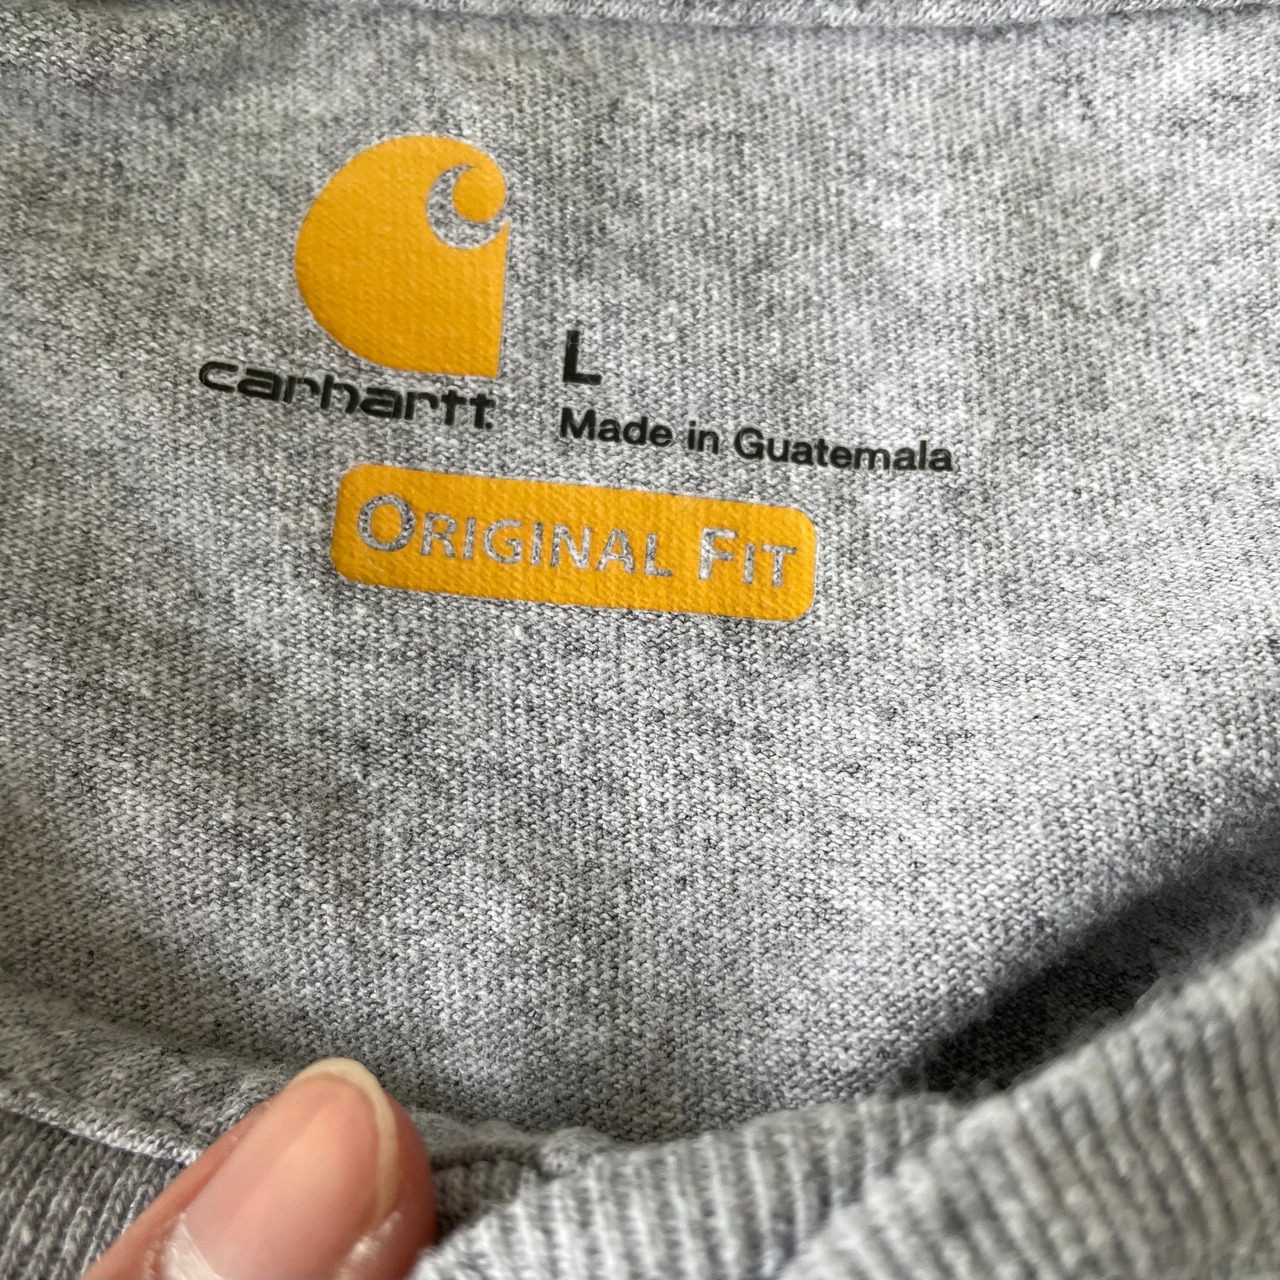 carhartt
L
Made in Guatemala
ORIGINAL FIT